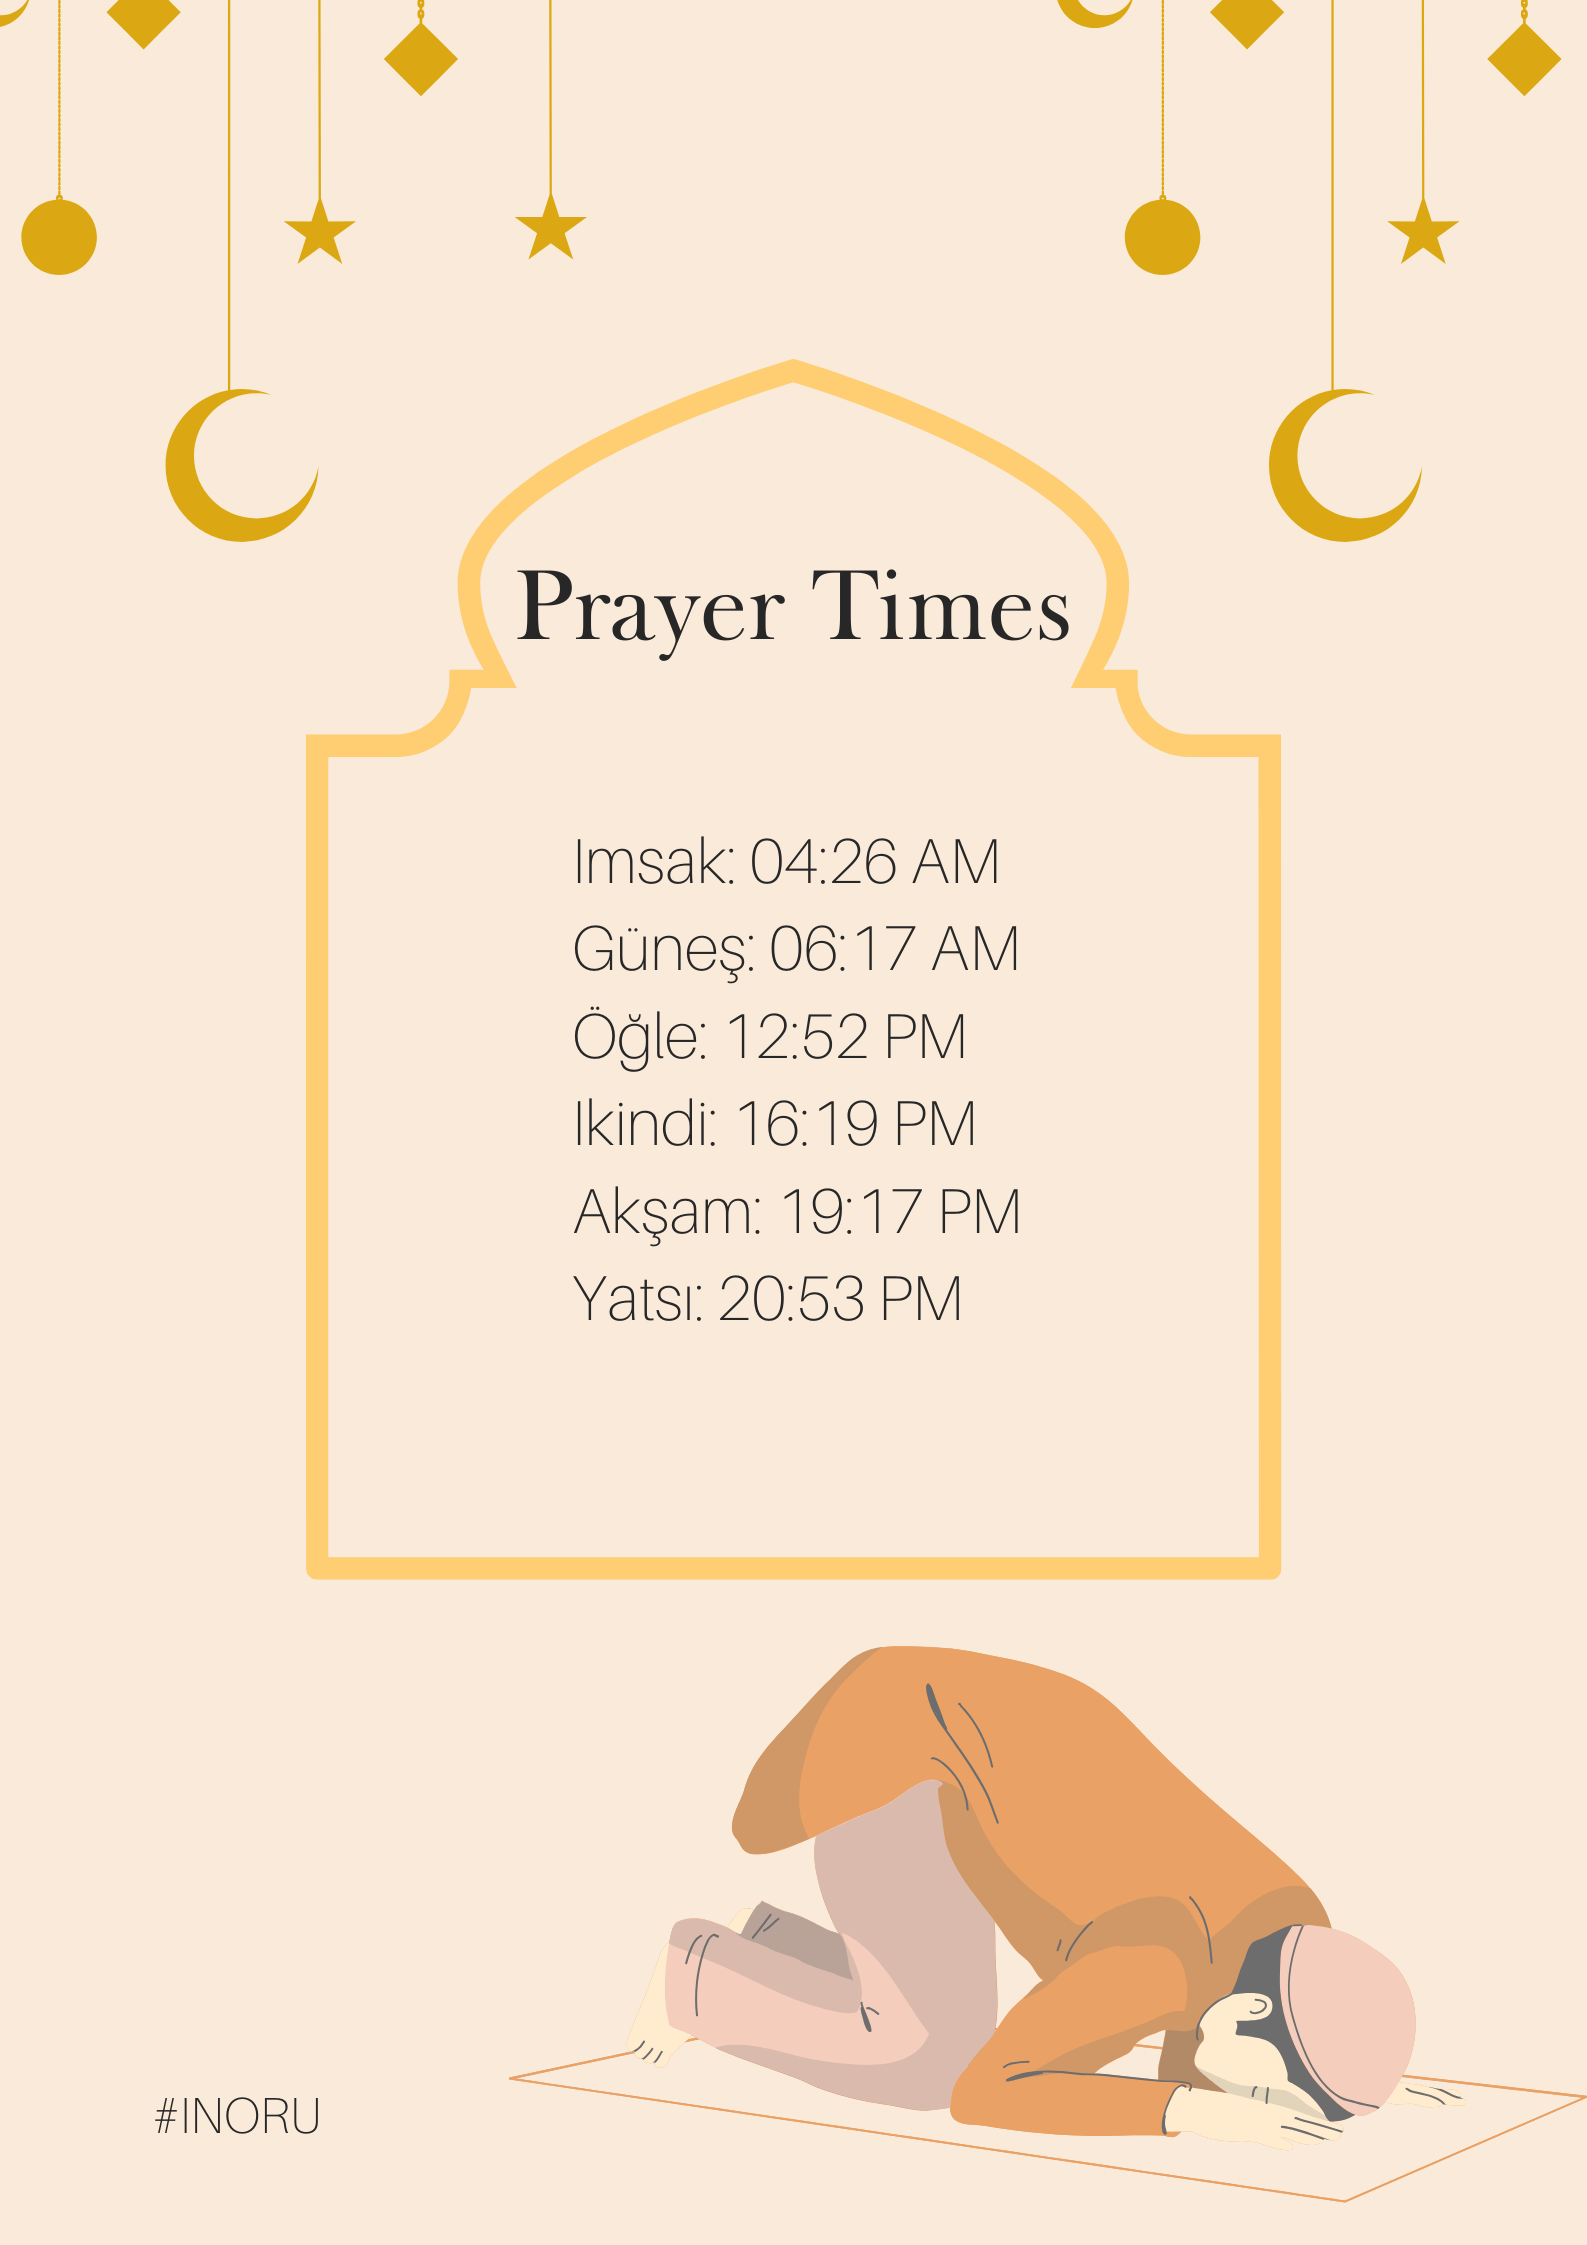 Prayer Times
Imsak: 04:26 AM
Güneş: 06:17 AM
Öğle: 12:52 PM
Ikindi: 16:19 PM
Akşam: 19:17 PM
Yatsı: 20:53 PM
#INORU